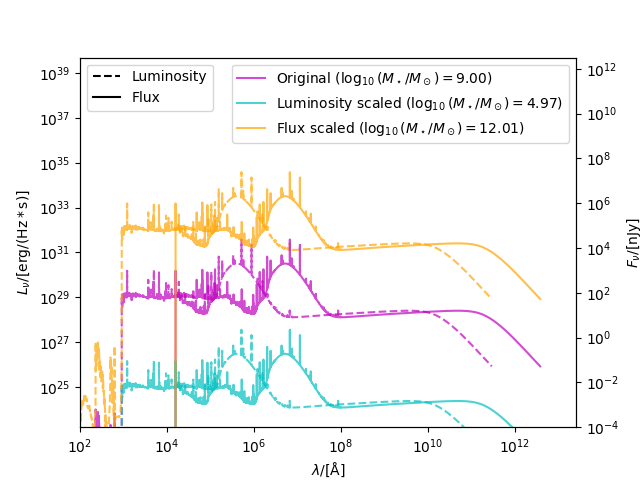 Luminosity
Flux
Original (log₁₀(M⋆/M⊙) = 9.00)
Luminosity scaled (log₁₀(M⋆/M⊙) = 4.97)
Flux scaled (log₁₀(M⋆/M⊙) = 12.01)
10³⁹
10³⁷
10³⁵
10³³
10³¹
10²⁹
10²⁷
10²⁵
Lν/[erg/(Hz * s)]
10¹²
10¹⁰
10⁸
10⁶
10⁴
10²
10⁰
10⁻²
10⁻⁴
Fν/[nJy]
10² 10⁴ 10⁶ 10⁸ 10¹⁰ 10¹²
λ/[Å]